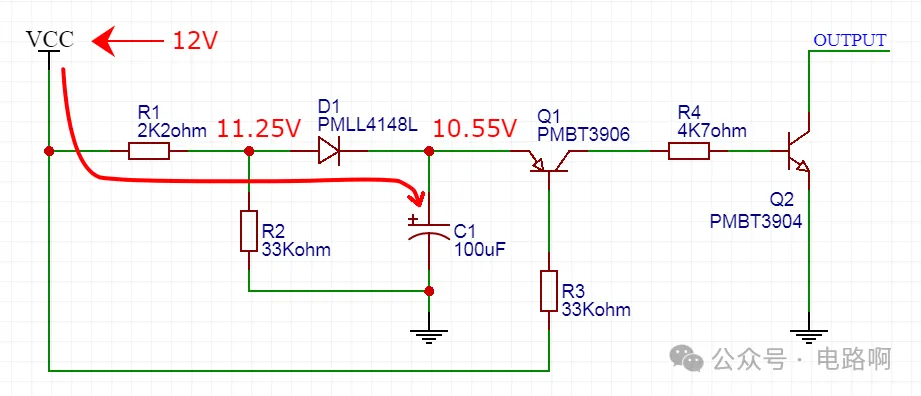 VCC
12V
OUTPUT
R1
2K2ohm
11.25V
D1
PMLL4148L
10.55V
Q1
PMBT3906
R4
4K7ohm
Q2
PMBT3904
R2
33Kohm
+
C1
100uF
R3
33Kohm
公众号 · 电路啊